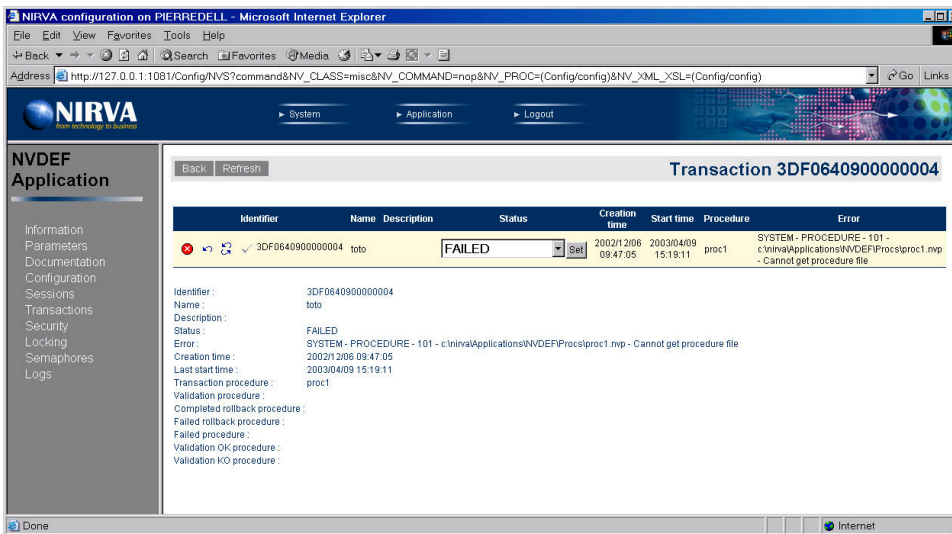 NIRVA configuration on PIERREDELL - Microsoft Internet Explorer
File Edit View Favorites Tools Help
Back Search Favorites Media
Address http://127.0.0.1:1081/Config/NVS?command&NV_CLASS=misc&NV_COMMAND=nop&NV_PROC=(Config/config)&NV_XML_XSL=(Config/config) Go Links
NIRVA
from technology to business
System Application Logout
NVDEF
Application
Information
Parameters
Documentation
Configuration
Sessions
Transactions
Security
Locking
Semaphores
Logs
Back Refresh Transaction 3DF0640900000004
Identifier Name Description Status Creation time Start time Procedure Error
3DF0640900000004 toto FAILED Set 2002/12/06 09:47:05 2003/04/09 15:19:11 proc1 SYSTEM - PROCEDURE - 101 - c:\nirva\Applications\NVDEF\Procs\proc1.nvp - Cannot get procedure file
Identifier : 3DF0640900000004
Name : toto
Description :
Status : FAILED
Error : SYSTEM - PROCEDURE - 101 - c:\nirva\Applications\NVDEF\Procs\proc1.nvp - Cannot get procedure file
Creation time : 2002/12/06 09:47:05
Last start time : 2003/04/09 15:19:11
Transaction procedure : proc1
Validation procedure :
Completed rollback procedure :
Failed rollback procedure :
Failed procedure :
Validation OK procedure :
Validation KO procedure :
Done Internet